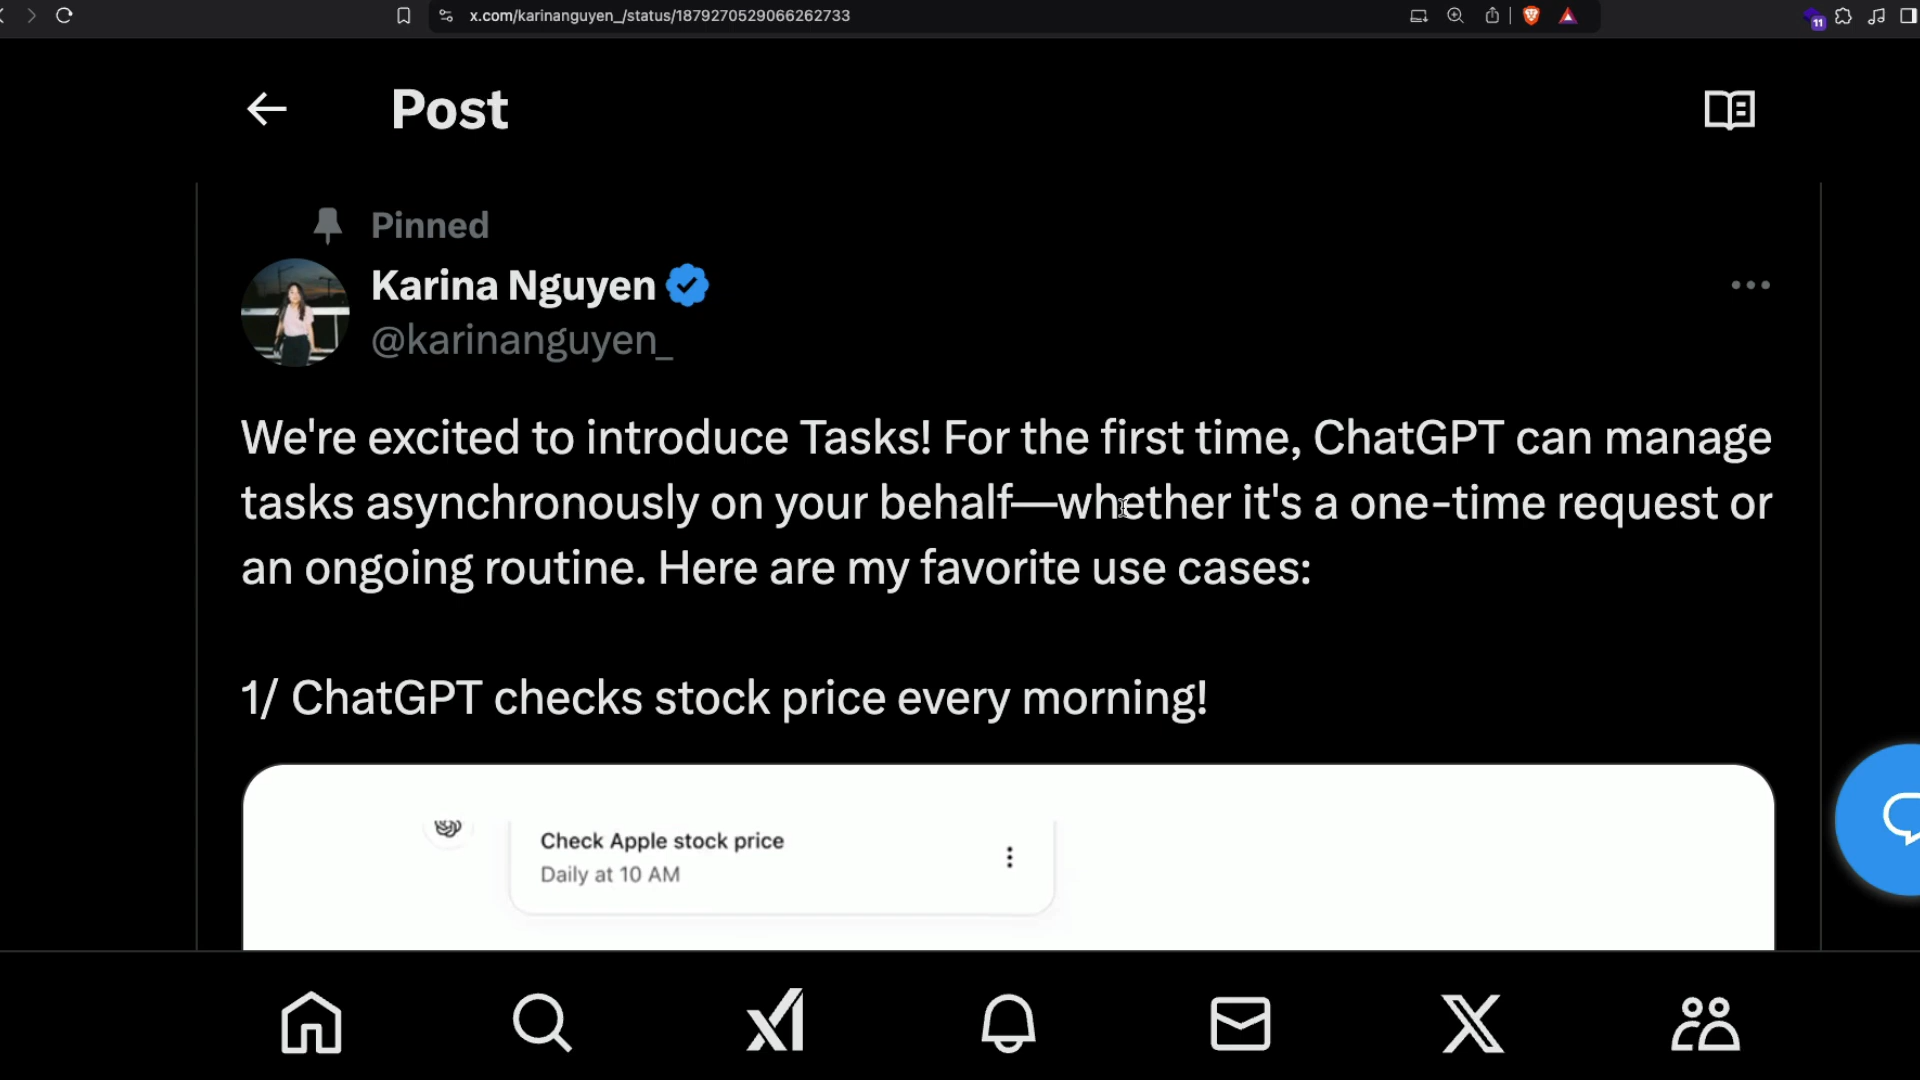 x.com/karinanguyen_/status/1879270529066262733
11
Post
Pinned
Karina Nguyen
@karinanguyen_
We're excited to introduce Tasks! For the first time, ChatGPT can manage
tasks asynchronously on your behalf—whether it's a one-time request or
an ongoing routine. Here are my favorite use cases:
1/ ChatGPT checks stock price every morning!
Check Apple stock price
Daily at 10 AM